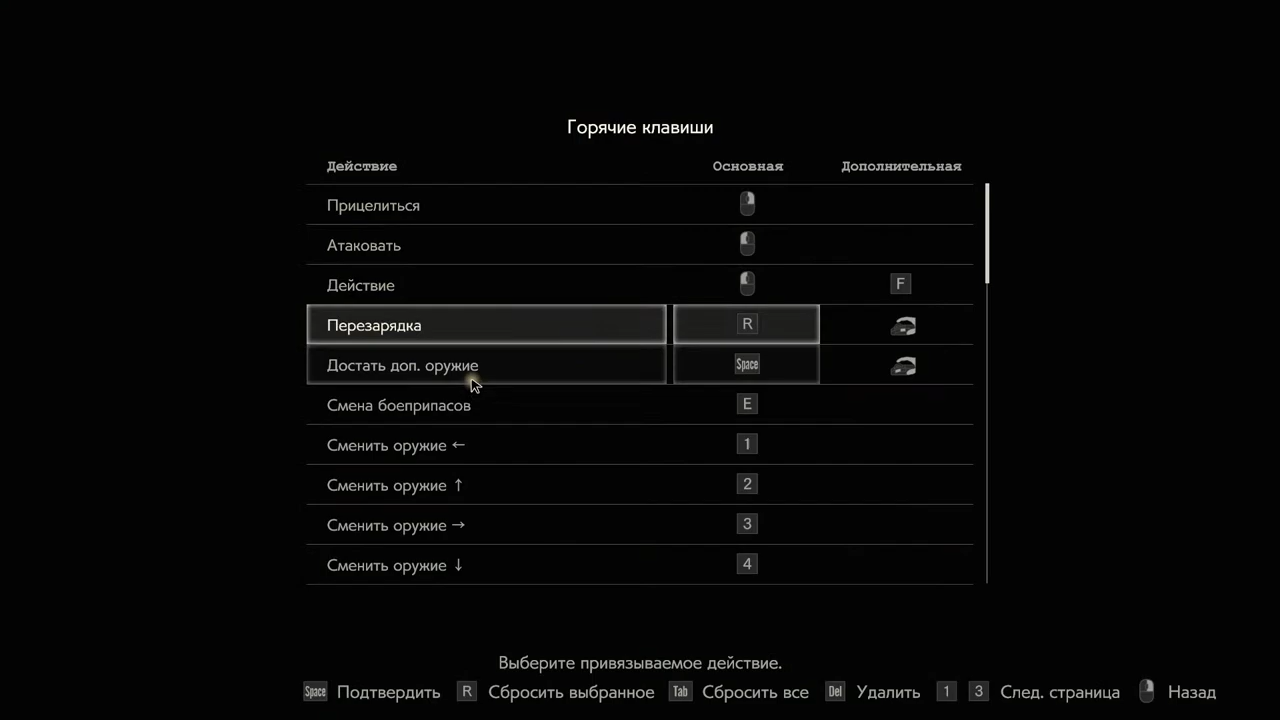 Горячие клавиши
Действие Основная Дополнительная
Прицелиться
Атаковать
Действие F
Перезарядка R
Достать доп. оружие Space
Смена боеприпасов E
Сменить оружие ← 1
Сменить оружие ↑ 2
Сменить оружие → 3
Сменить оружие ↓ 4
Выберите привязываемое действие.
Space Подтвердить R Сбросить выбранное Tab Сбросить все Del Удалить 1 3 След. страница Назад